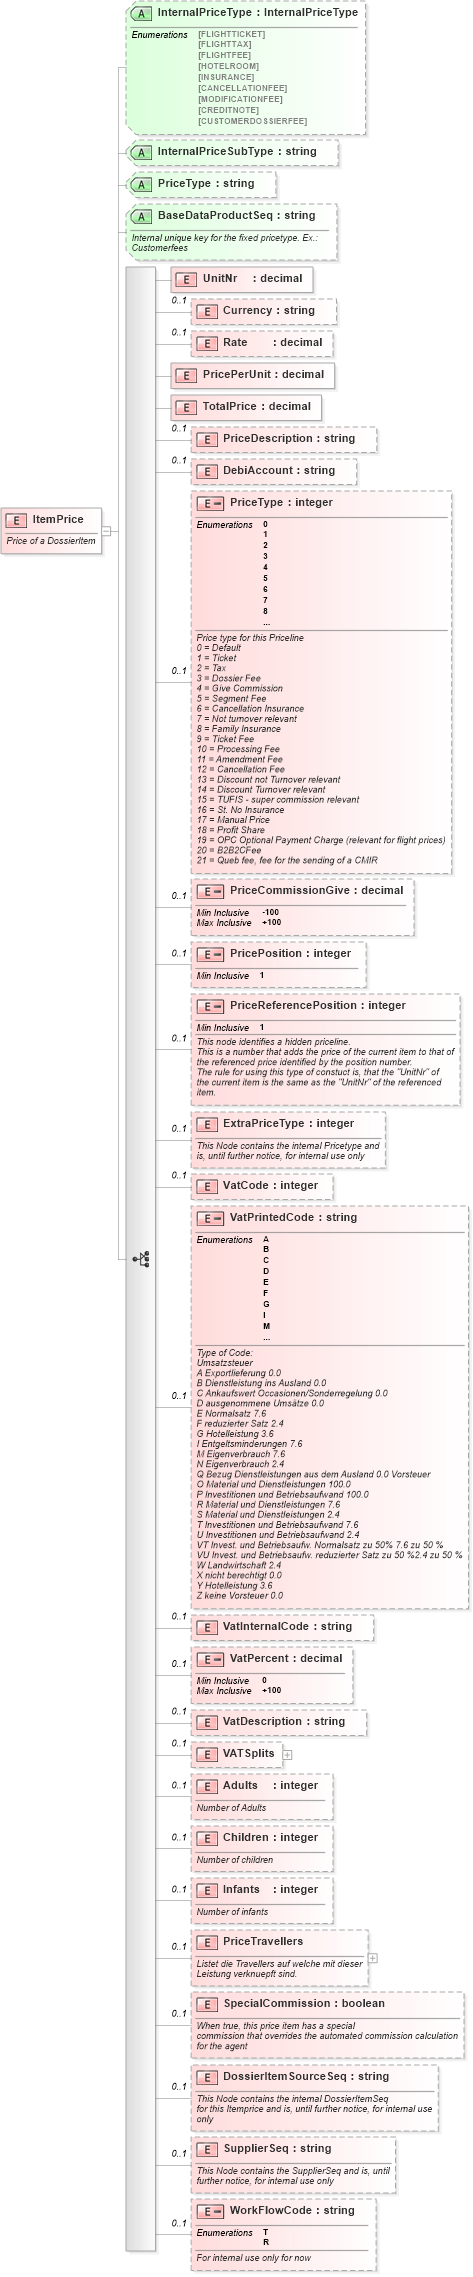 A InternalPriceType : InternalPriceType
Enumerations [FLIGHTTICKET]
[FLIGHTTAX]
[FLIGHTFEE]
[HOTELROOM]
[INSURANCE]
[CANCELLATIONFEE]
[MODIFICATIONFEE]
[CREDITNOTE]
[CUSTOMERDOSSIERFEE]
A InternalPriceSubType : string
A PriceType : string
A BaseDataProductSeq : string
Internal unique key for the fixed pricetype. Ex.:
Customerfees
E UnitNr : decimal
0..1
E Currency : string
0..1
E Rate : decimal
E PricePerUnit : decimal
E TotalPrice : decimal
0..1
E PriceDescription : string
0..1
E DebiAccount : string
E PriceType : integer
E ItemPrice
Price of a DossierItem
Enumerations 0
1
2
3
4
5
6
7
8
...
Price type for this Priceline
0 = Default
1 = Ticket
2 = Tax
3 = Dossier Fee
0..1
4 = Give Commission
5 = Segment Fee
6 = Cancellation Insurance
7 = Not turnover relevant
8 = Family Insurance
9 = Ticket Fee
10 = Processing Fee
11 = Amendment Fee
12 = Cancellation Fee
13 = Discount not Turnover relevant
14 = Discount Turnover relevant
15 = TUFIS - super commission relevant
16 = St. No Insurance
17 = Manual Price
18 = Profit Share
19 = OPC Optional Payment Charge (relevant for flight prices)
20 = B2B2CFee
21 = Queb fee, fee for the sending of a CMIR
0..1
E PriceCommissionGive : decimal
Min Inclusive -100
Max Inclusive +100
0..1
E PricePosition : integer
Min Inclusive 1
E PriceReferencePosition : integer
Min Inclusive 1
0..1
This node identifies a hidden priceline.
This is a number that adds the price of the current item to that of
the referenced price identified by the position number.
The rule for using this type of constuct is, that the "UnitNr" of
the current item is the same as the "UnitNr" of the referenced
item.
0..1
E ExtraPriceType : integer
This Node contains the internal Pricetype and
is, until further notice, for internal use only
0..1
E VatCode : integer
E VatPrintedCode : string
Enumerations A
B
C
D
E
F
G
I
M
...
Type of Code:
Umsatzsteuer
A Exportlieferung 0.0
B Dienstleistung ins Ausland 0.0
0..1
C Ankaufswert Occasionen/Sonderregelung 0.0
D ausgenommene Umsätze 0.0
E Normalsatz 7.6
F reduzierter Satz 2.4
G Hotelleistung 3.6
I Entgeltsminderungen 7.6
M Eigenverbrauch 7.6
N Eigenverbrauch 2.4
Q Bezug Dienstleistungen aus dem Ausland 0.0 Vorsteuer
O Material und Dienstleistungen 100.0
P Investitionen und Betriebsaufwand 100.0
R Material und Dienstleistungen 7.6
S Material und Dienstleistungen 2.4
T Investitionen und Betriebsaufwand 7.6
U Investitionen und Betriebsaufwand 2.4
VT Invest. und Betriebsaufw. Normalsatz zu 50% 7.6 zu 50 %
VU Invest. und Betriebsaufw. reduzierter Satz zu 50 %2.4 zu 50 %
W Landwirtschaft 2.4
X nicht berechtigt 0.0
Y Hotelleistung 3.6
Z keine Vorsteuer 0.0
0..1
E VatInternalCode : string
0..1
E VatPercent : decimal
Min Inclusive 0
Max Inclusive +100
0..1
E VatDescription : string
0..1
E VATSplits
0..1
E Adults : integer
Number of Adults
0..1
E Children : integer
Number of children
0..1
E Infants : integer
Number of infants
0..1
E PriceTravellers
Listet die Travellers auf welche mit dieser
Leistung verknuepft sind.
0..1
E SpecialCommission : boolean
When true, this price item has a special
commission that overrides the automated commission calculation
for the agent
0..1
E DossierItemSourceSeq : string
This Node contains the internal DossierItemSeq
for this Itemprice and is, until further notice, for internal use
only
0..1
E SupplierSeq : string
This Node contains the SupplierSeq and is, until
further notice, for internal use only
0..1
E WorkFlowCode : string
Enumerations T
R
For internal use only for now